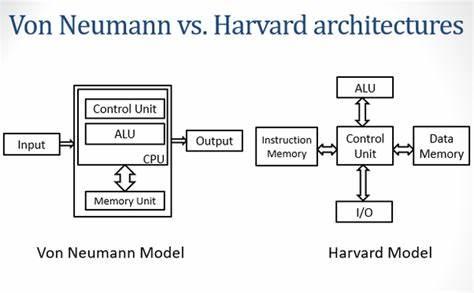 Von Neumann vs. Harvard architectures
Control Unit
ALU
CPU
Input
Output
Memory Unit
Von Neumann Model
ALU
Instruction
Memory
Control
Unit
Data
Memory
I/O
Harvard Model